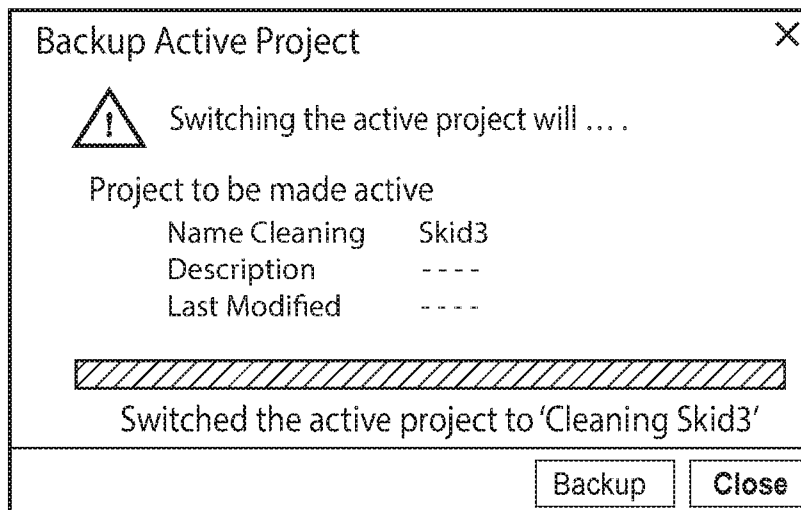 Backup Active Project
Switching the active project will ... .
Project to be made active
Name Cleaning Skid3
Description - - - -
Last Modified - - - -
Switched the active project to ‘Cleaning Skid3’
Backup Close